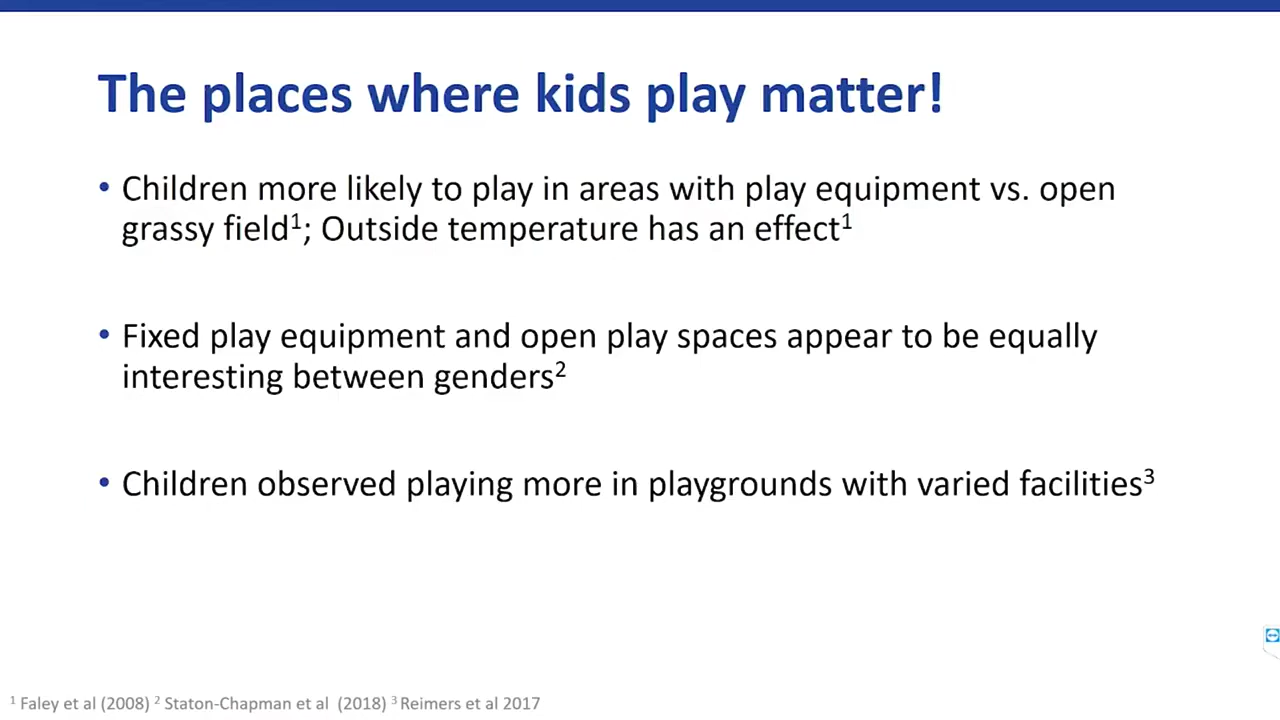 The places where kids play matter!
• Children more likely to play in areas with play equipment vs. open
grassy field¹; Outside temperature has an effect¹
• Fixed play equipment and open play spaces appear to be equally
interesting between genders²
• Children observed playing more in playgrounds with varied facilities³
¹ Faley et al (2008) ² Staton-Chapman et al (2018) ³ Reimers et al 2017